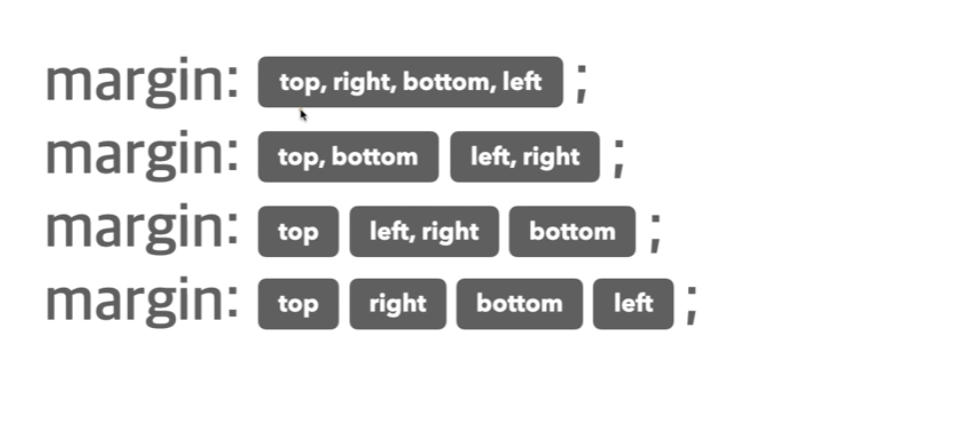 margin: top, right, bottom, left ;
margin: top, bottom left, right ;
margin: top left, right bottom ;
margin: top right bottom left ;